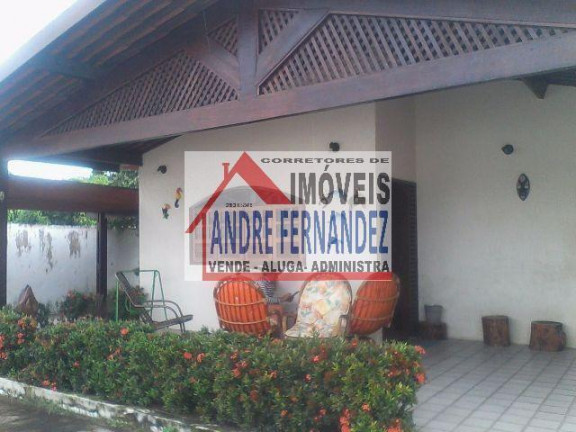 CORRETORES DE
IMÓVEIS
ANDRE FERNANDEZ
VENDE - ALUGA- ADMINISTRA